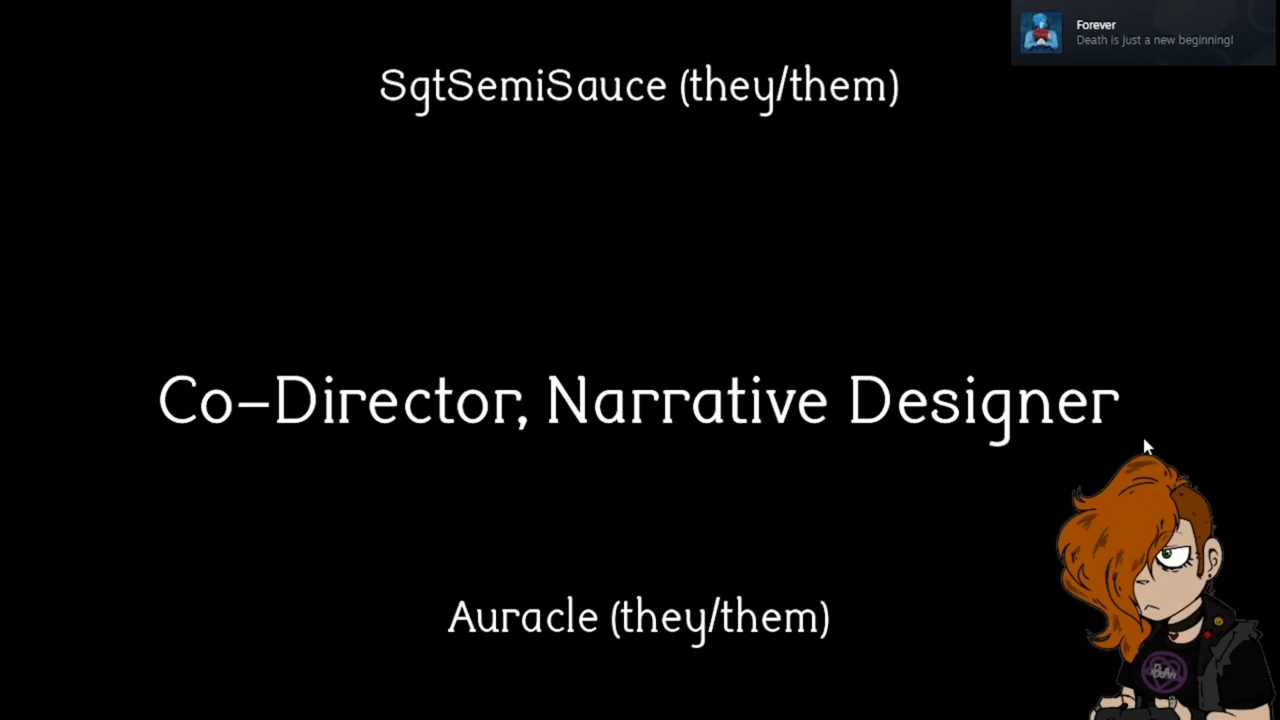 Forever
Death is just a new beginning!
SgtSemiSauce (they/them)
Co-Director, Narrative Designer
Auracle (they/them)